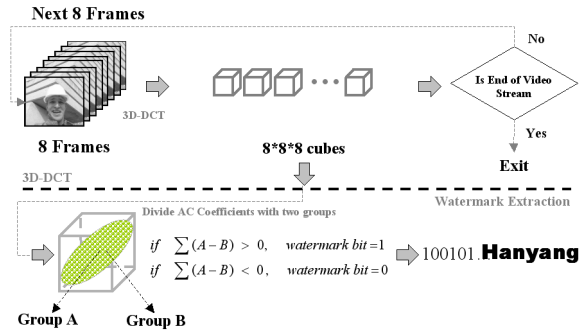 Next 8 Frames
No
Is End of Video
Stream
3D-DCT
8 Frames
8*8*8 cubes
Yes
Exit
3D-DCT
Watermark Extraction
Divide AC Coefficients with two groups
if ∑(A−B) > 0, watermark bit=1
if ∑(A−B) < 0, watermark bit=0
100101.Hanyang
Group A
Group B